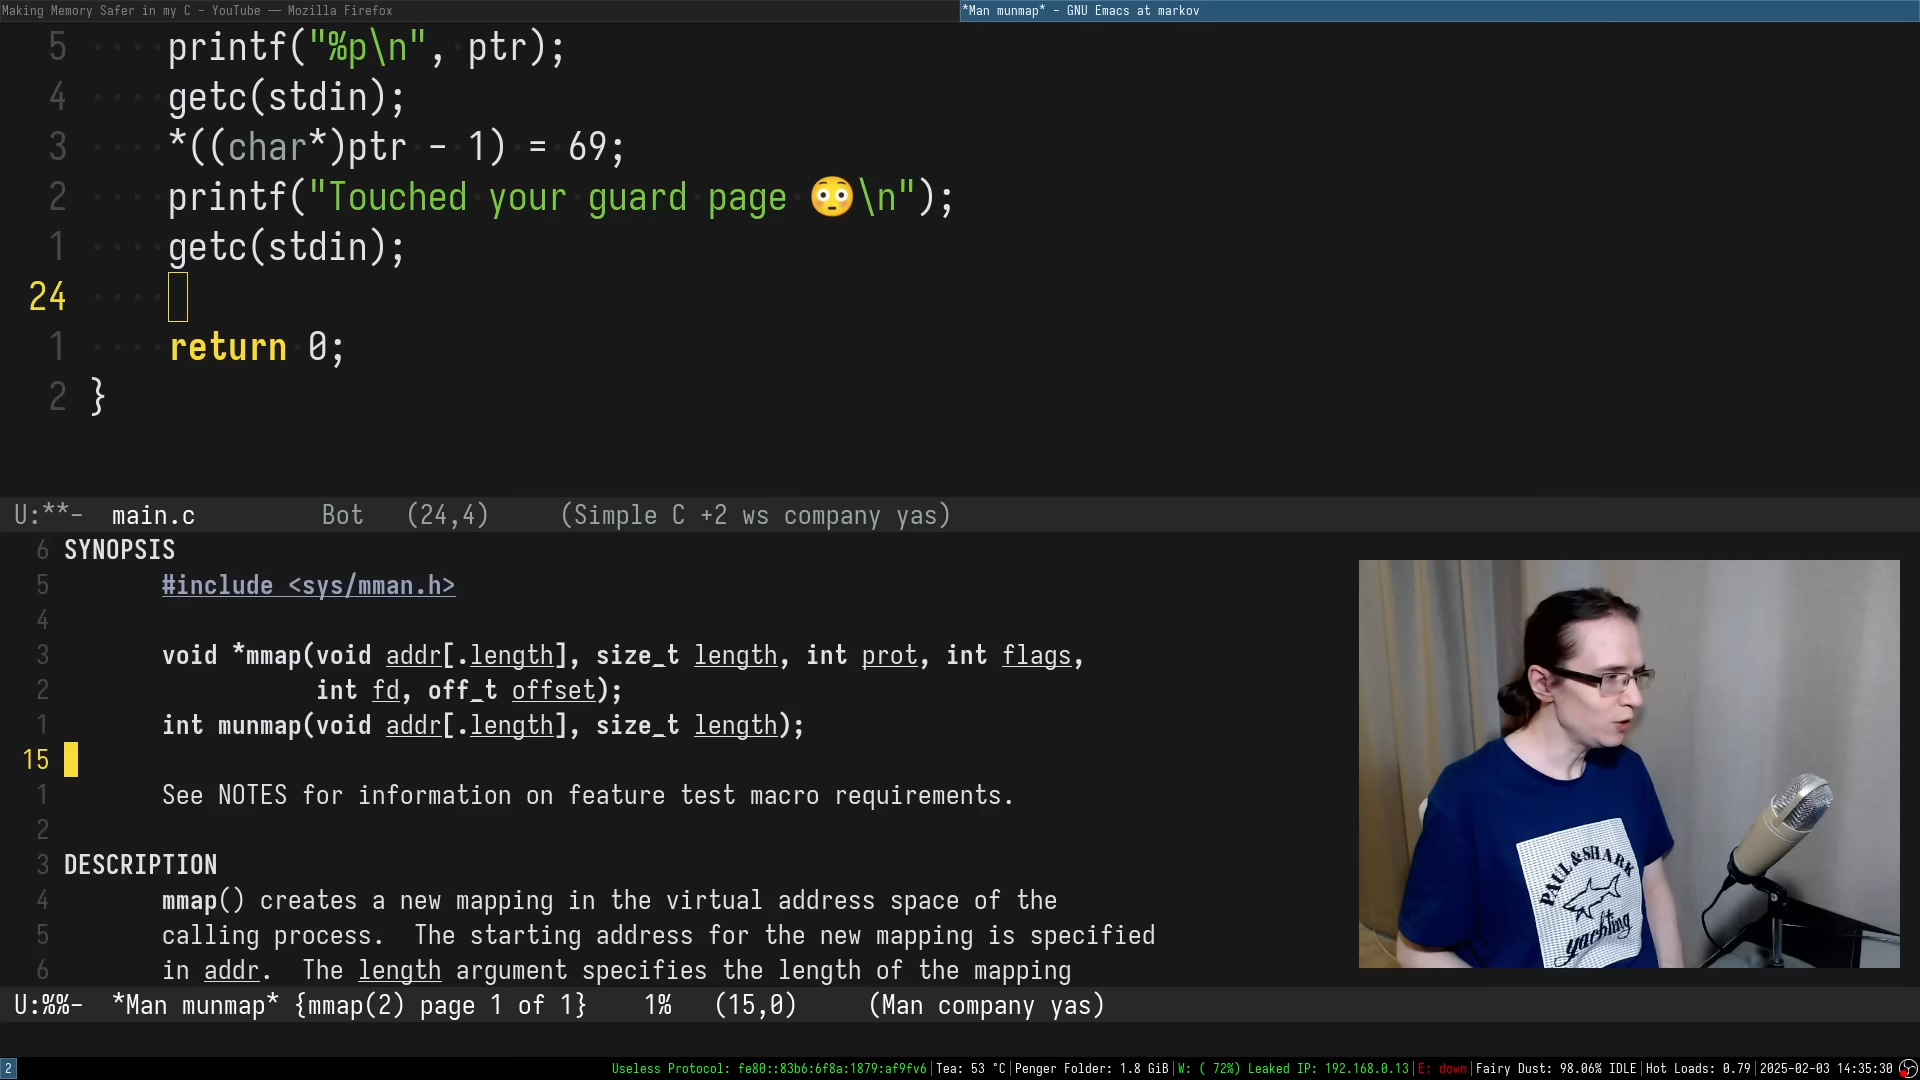 Making Memory Safer in my C - YouTube — Mozilla Firefox
*Man munmap* - GNU Emacs at markov
5 printf("%p\n", ptr);
4 getc(stdin);
3 *((char*)ptr - 1) = 69;
2 printf("Touched your guard page 😳\n");
1 getc(stdin);
24
1 return 0;
2 }
U:**- main.c Bot (24,4) (Simple C +2 ws company yas)
6 SYNOPSIS
5 #include <sys/mman.h>
4
3 void *mmap(void addr[.length], size_t length, int prot, int flags,
2 int fd, off_t offset);
1 int munmap(void addr[.length], size_t length);
15
1 See NOTES for information on feature test macro requirements.
2
3 DESCRIPTION
4 mmap() creates a new mapping in the virtual address space of the
5 calling process. The starting address for the new mapping is specified
6 in addr. The length argument specifies the length of the mapping
PAUL & SHARK
yachting
U:%%- *Man munmap* {mmap(2) page 1 of 1} 1% (15,0) (Man company yas)
2
Useless Protocol: fe80::83b6:6f8a:1879:af9fv6|Tea: 53 °C|Penger Folder: 1.8 GiB|W: ( 72%) Leaked IP: 192.168.0.13|E: down|Fairy Dust: 98.06% IDLE|Hot Loads: 0.79|2025-02-03 14:35:30